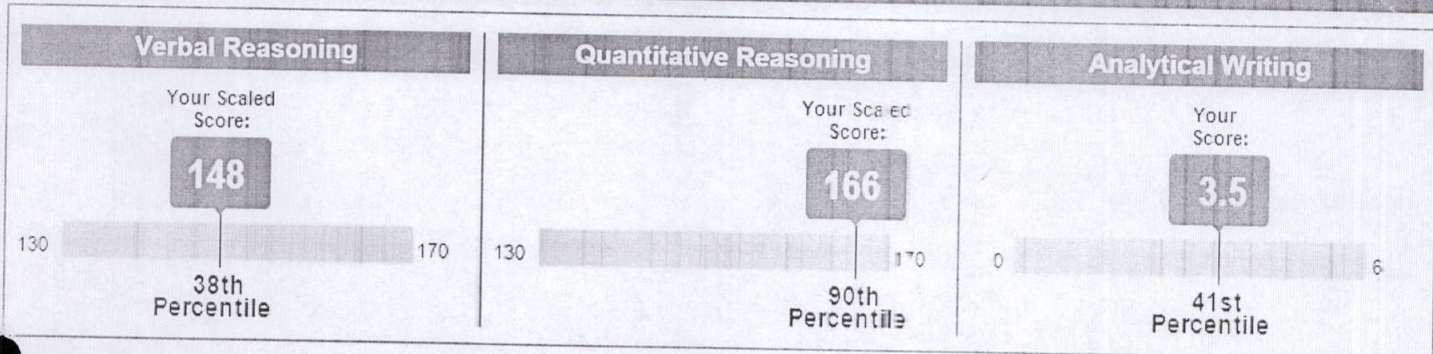 Verbal Reasoning
Your Scaled
Score:
148
130
170
38th
Percentile
Quantitative Reasoning
Your Scaled
Score:
166
130
170
90th
Percentile
Analytical Writing
Your
Score:
3.5
0
6
41st
Percentile